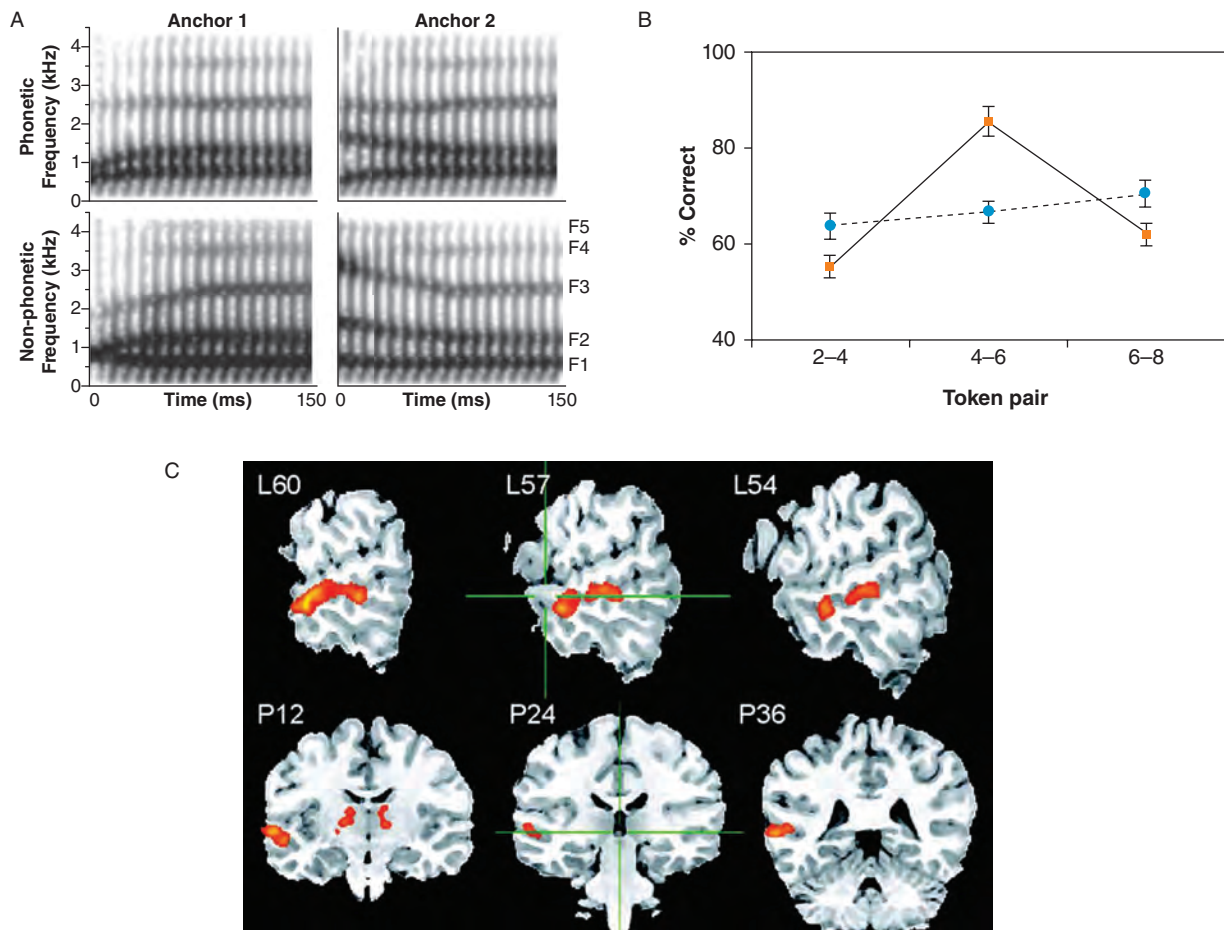 A
Anchor 1
Anchor 2
Phonetic
Frequency (kHz)
4
3
2
1
0
Non-phonetic
Frequency (kHz)
4
3
2
1
0
F5
F4
F3
F2
F1
0
Time (ms)
150
0
Time (ms)
150
B
% Correct
100
80
60
40
2–4
4–6
6–8
Token pair
C
L60
L57
L54
P12
P24
P36